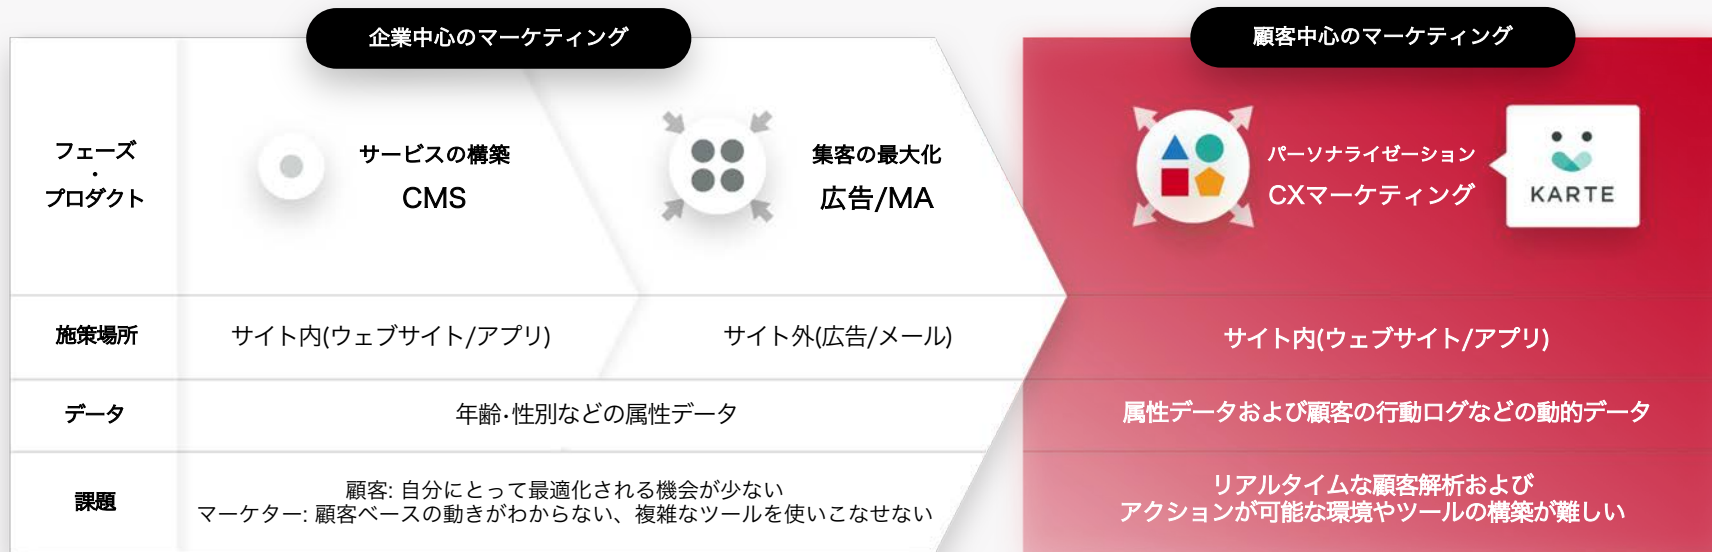 企業中心のマーケティング
顧客中心のマーケティング
フェーズ
・
プロダクト
サービスの構築
CMS
集客の最大化
広告/MA
パーソナライゼーション
CXマーケティング
KARTE
施策場所
サイト内(ウェブサイト/アプリ)
サイト外(広告/メール)
サイト内(ウェブサイト/アプリ)
データ
年齢・性別などの属性データ
属性データおよび顧客の行動ログなどの動的データ
課題
顧客: 自分にとって最適化される機会が少ない
マーケター: 顧客ベースの動きがわからない、複雑なツールを使いこなせない
リアルタイムな顧客解析および
アクションが可能な環境やツールの構築が難しい